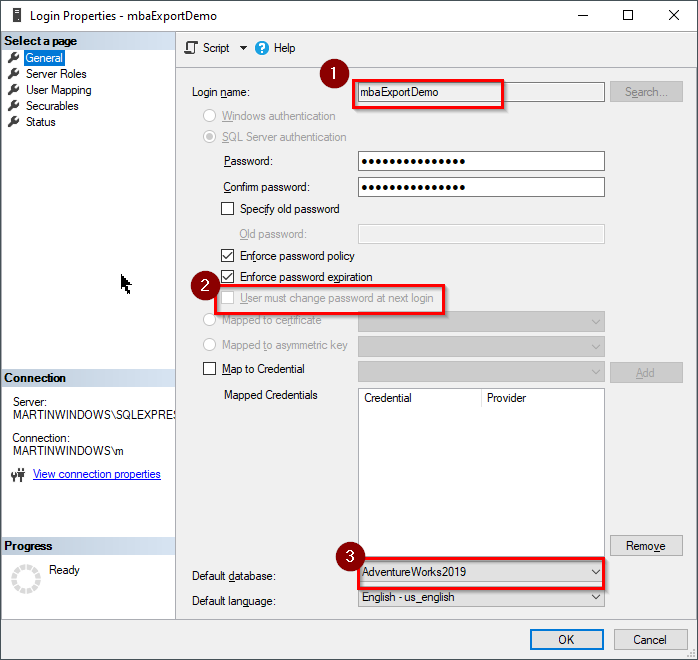 Login Properties - mbaExportDemo
Select a page
General
Server Roles
User Mapping
Securables
Status
Script
Help
1
Login name:
mbaExportDemo
Search...
Windows authentication
SQL Server authentication
Password:
●●●●●●●●●●●●●●●
Confirm password:
●●●●●●●●●●●●●●●
Specify old password
Old password:
Enforce password policy
Enforce password expiration
2
User must change password at next login
Mapped to certificate
Mapped to asymmetric key
Map to Credential
Add
Mapped Credentials
Credential Provider
Remove
3
Default database:
AdventureWorks2019
Default language:
English - us_english
Connection
Server:
MARTINWINDOWS\SQLEXPRES
Connection:
MARTINWINDOWS\m
View connection properties
Progress
Ready
OK
Cancel